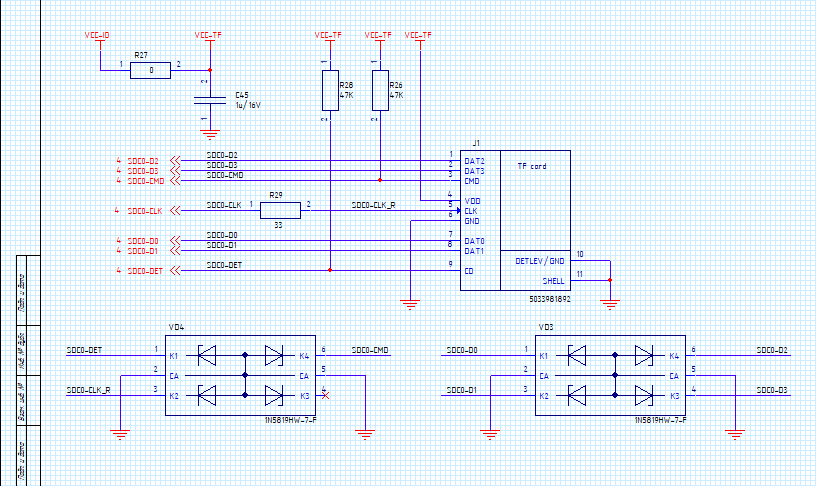 VCC-IO
VCC-TF
VCC-TF
VCC-TF
VCC-TF
R27
1
0
2
2
C45
1u/16V
1
1
R28
47K
2
1
R26
47K
2
J1
TF card
4 SDC0-D2
SDC0-D2
1
DAT2
4 SDC0-D3
SDC0-D3
2
DAT3
4 SDC0-CMD
SDC0-CMD
3
CMD
4
VDD
R29
4 SDC0-CLK
SDC0-CLK
1
2
SDC0-CLK_R
5
CLK
33
6
GND
4 SDC0-D0
SDC0-D0
7
DAT0
4 SDC0-D1
SDC0-D1
8
DAT1
4 SDC0-DET
SDC0-DET
9
CD
DETLEV/GND
10
SHELL
11
5033981892
VD4
SDC0-DET
1
K1
K4
6
SDC0-CMD
2
CA
CA
5
SDC0-CLK_R
3
K2
K3
4
1N5819HW-7-F
VD3
SDC0-D0
1
K1
K4
6
SDC0-D2
2
CA
CA
5
SDC0-D1
3
K2
K3
4
SDC0-D3
1N5819HW-7-F